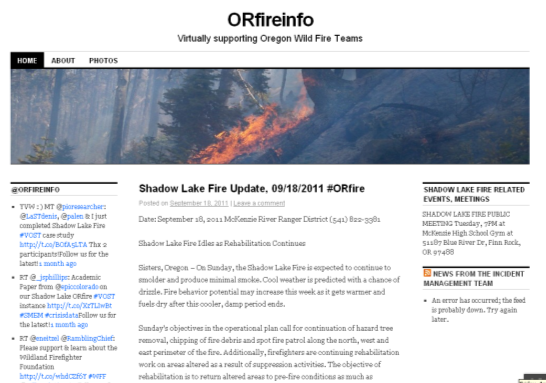 ORfireinfo
Virtually supporting Oregon Wild Fire Teams
HOME ABOUT PHOTOS
@ORFIREINFO
TVW : ) MT @pioresearcher:
@LaZTdenis, @palen & I just
completed Shadow Lake Fire
#VOST case study
http://t.co/BOfA5LTA Thx 2
participants!Follow us for the
latest!1 month ago
RT @_jsphillips: Academic
Paper from @epiccolorado on
our Shadow Lake ORfire #VOST
instance
#SMEM #crisisdataFollow us for
the latest!1 month ago
RT @eneitzel: RT @RamblingChief:
Please support & learn about the
Wildland Firefighter
Foundation
http://t.co/whdCZf6T #WFF
Shadow Lake Fire Update, 09/18/2011 #ORfire
Posted on September 18, 2011 | Leave a comment
Date: September 18, 2011 McKenzie River Ranger District (541) 822-3381
Shadow Lake Fire Idles as Rehabilitation Continues
Sisters, Oregon – On Sunday, the Shadow Lake Fire is expected to continue to
smolder and produce minimal smoke. Cool weather is predicted with a chance of
drizzle. Fire behavior potential may increase this week as it gets warmer and
fuels dry after this cooler, damp period ends.
Sunday's objectives in the operational plan call for continuation of hazard tree
removal, chipping of fire debris and spot fire patrol along the north, west and
east perimeter of the fire. Additionally, firefighters are continuing rehabilitation
work on areas altered as a result of suppression activities. The objective of
rehabilitation is to return altered areas to pre-fire conditions as much as
SHADOW LAKE FIRE RELATED
EVENTS, MEETINGS
SHADOW LAKE FIRE PUBLIC
MEETING Tuesday, 7PM at
McKenzie High School Gym at
51187 Blue River Dr, Finn Rock,
OR 97488
NEWS FROM THE INCIDENT
MANAGEMENT TEAM
An error has occurred; the feed
is probably down. Try again
later.